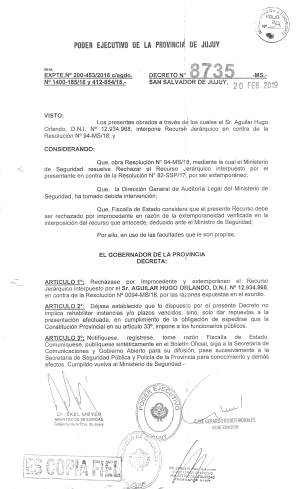 FOLIO
PODER EJECUTIVO DE LA PROVINCIA DE JUJUY
EXPTE.Nº 200-453/2018 c/agdo.
Nº 1400-185/18 y 412-854/15.-
DECRETO Nº 8735 -MS.-
SAN SALVADOR DE JUJUY, 20 FEB. 2019
VISTO:
Los presentes obrados a través de los cuales el Sr. Aguilar Hugo
Orlando, D.N.I. Nº 12.934.968, interpone Recurso Jerárquico en contra de la
Resolución Nº 94-MS/18; y
CONSIDERANDO:
Que, obra Resolución Nº 94-MS/18, mediante la cual el Ministerio
de Seguridad resuelve Rechazar el Recurso Jerárquico interpuesto por el
presentante en contra de la Resolución Nº 82-SSP/17, por ser extemporáneo;
Que, la Dirección General de Auditoría Legal del Ministerio de Seguridad,
ha tomado debida intervención;
Que, Fiscalía de Estado considera que el presente Recurso debe
ser rechazado por improcedente en razón de la extemporaneidad verificada en la
interposición del recurso que antecede, deducido ante el Ministro de Seguridad;
Por ello, en uso de las facultades que le son propias;
EL GOBERNADOR DE LA PROVINCIA
DECRETA:
ARTICULO 1º: Recházase por Improcedente y extemporáneo el Recurso
Jerárquico interpuesto por el Sr. AGUILAR HUGO ORLANDO, D.N.I. Nº 12.934.968,
en contra de la Resolución Nº 0094-MS/18, por las razones expuestas en el exordio.
ARTICULO 2º: Déjase establecido que lo dispuesto por el presente Decreto no
implica rehabilitar instancias y/o plazos vencidos, sino, solo dar repuestas a la
presentación efectuada, en cumplimiento de la obligación de expedirse que la
Constitución Provincial en su artículo 33º, impone a los funcionarios públicos.
ARTICULO 3º: Notifíquese, regístrese, tome razón Fiscalía de Estado.
Comuníquese, publíquese sintéticamente en el Boletín Oficial, siga a la Secretaría de
Comunicaciones y Gobierno Abierto para su difusión, pase sucesivamente a la
Secretaría de Seguridad Pública y Policía de la Provincia para conocimiento y demás
efectos. Cumplido vuelva al Ministerio de Seguridad.-
Dr. EKEL MEYER
MINISTRO DE SEGURIDAD
Gobierno de la Pcia. de Jujuy
PODER EJECUTIVO
C.P.N. GERARDO RUBEN MORALES
GOBERNADOR
ES COPIA FIEL